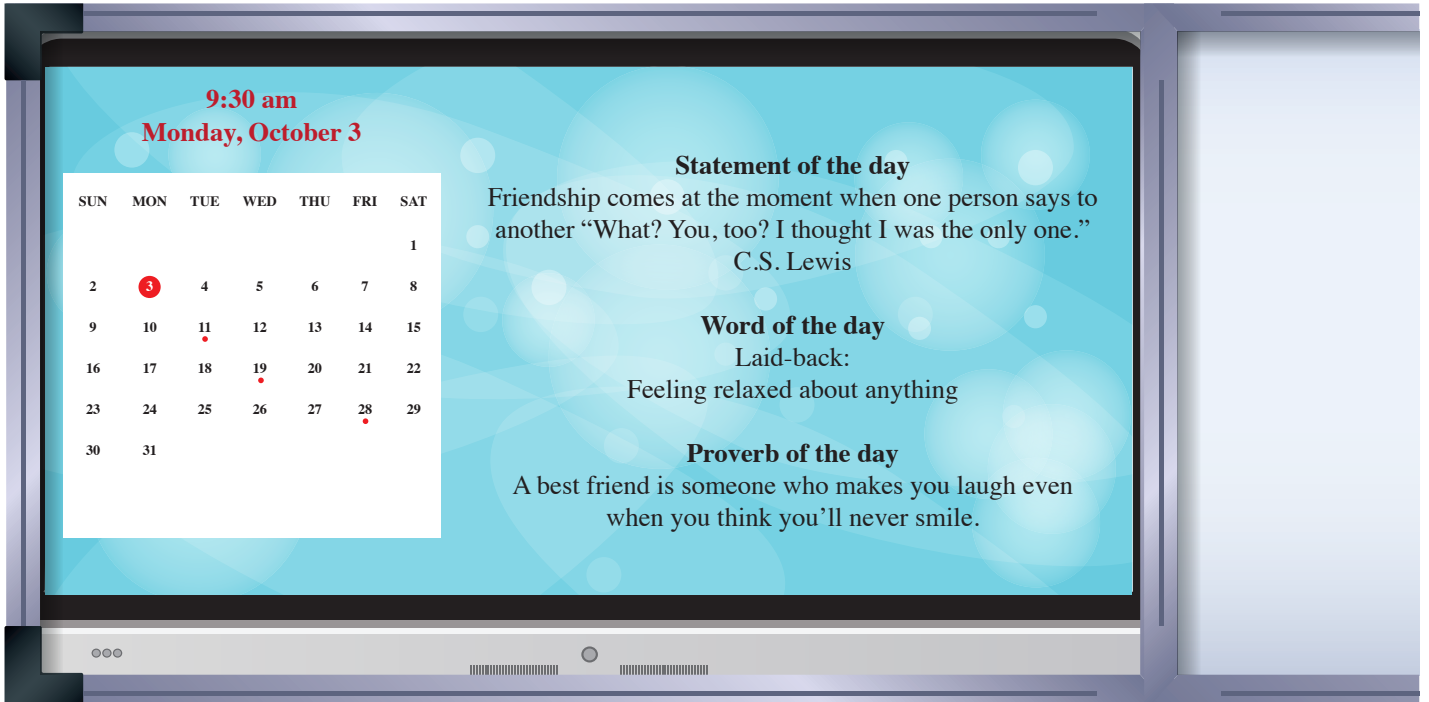 9:30 am
Monday, October 3
SUN MON TUE WED THU FRI SAT
1
2 3 4 5 6 7 8
9 10 11 12 13 14 15
16 17 18 19 20 21 22
23 24 25 26 27 28 29
30 31
Statement of the day
Friendship comes at the moment when one person says to
another “What? You, too? I thought I was the only one.”
C.S. Lewis
Word of the day
Laid-back:
Feeling relaxed about anything
Proverb of the day
A best friend is someone who makes you laugh even
when you think you’ll never smile.